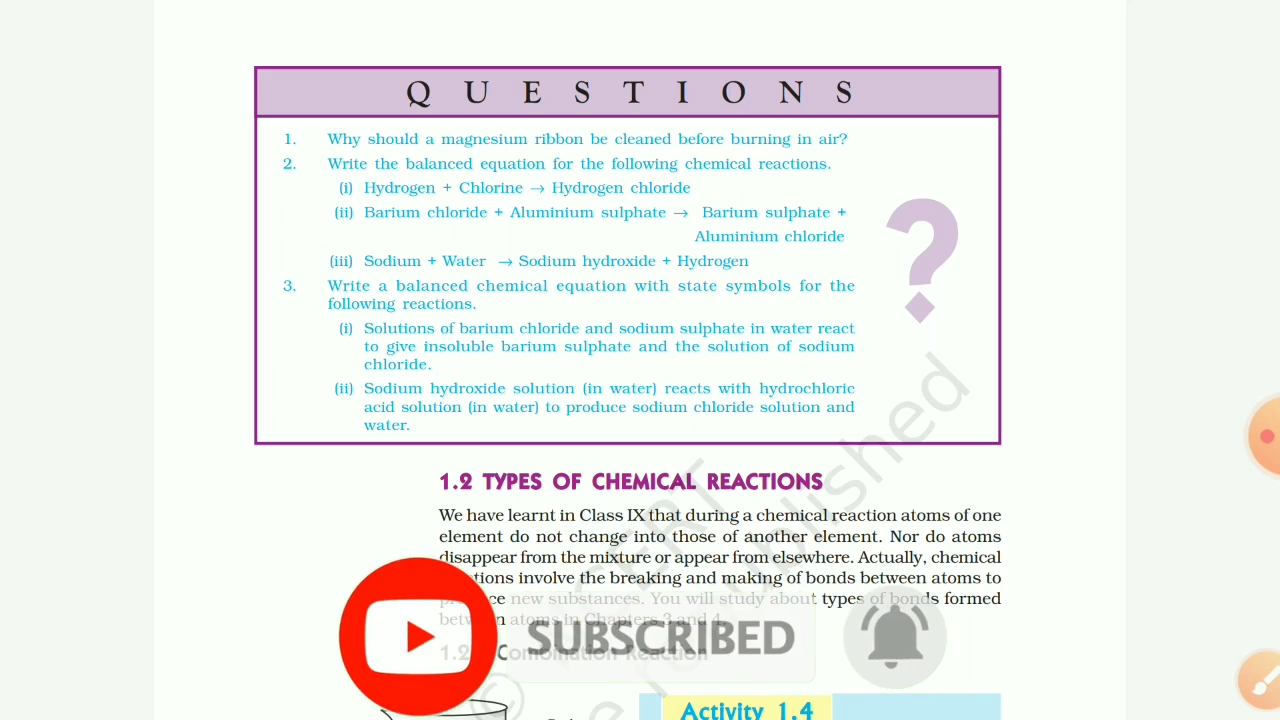 QUESTIONS
1. Why should a magnesium ribbon be cleaned before burning in air?
2. Write the balanced equation for the following chemical reactions.
(i) Hydrogen + Chlorine → Hydrogen chloride
(ii) Barium chloride + Aluminium sulphate → Barium sulphate +
Aluminium chloride
(iii) Sodium + Water → Sodium hydroxide + Hydrogen
3. Write a balanced chemical equation with state symbols for the
following reactions.
(i) Solutions of barium chloride and sodium sulphate in water react
to give insoluble barium sulphate and the solution of sodium
chloride.
(ii) Sodium hydroxide solution (in water) reacts with hydrochloric
acid solution (in water) to produce sodium chloride solution and
water.
?
1.2 TYPES OF CHEMICAL REACTIONS
We have learnt in Class IX that during a chemical reaction atoms of one
element do not change into those of another element. Nor do atoms
disappear from the mixture or appear from elsewhere. Actually, chemical
involve the breaking and making of bonds between atoms to
new substances. You will study about types of bonds formed
atoms in Chapters 3 and 4.
SUBSCRIBED
Combination Reaction
Activity 1.4